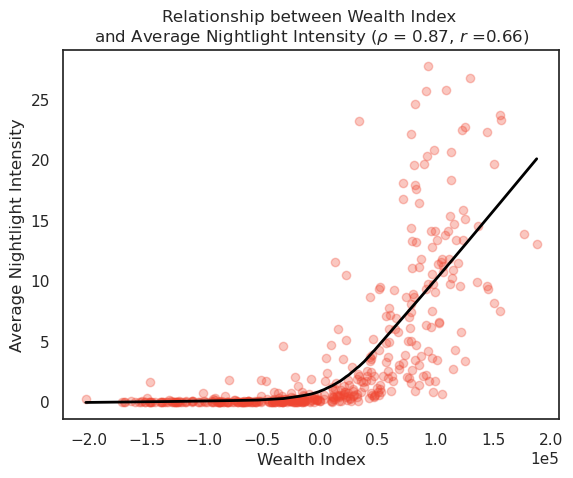 Relationship between Wealth Index
and Average Nightlight Intensity (ρ = 0.87, r =0.66)
Average Nightlight Intensity
25
20
15
10
5
0
−2.0 −1.5 −1.0 −0.5 0.0 0.5 1.0 1.5 2.0
1e5
Wealth Index